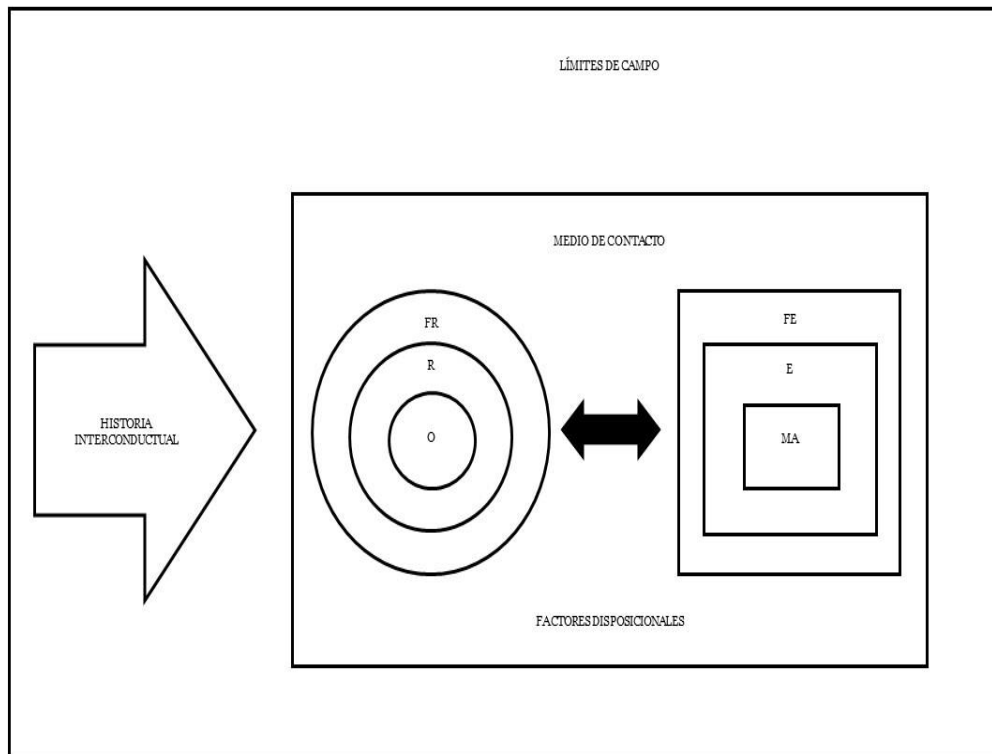 LÍMITES DE CAMPO
MEDIO DE CONTACTO
HISTORIA
INTERCONDUCTUAL
FR
R
O
FE
E
MA
FACTORES DISPOSICIONALES